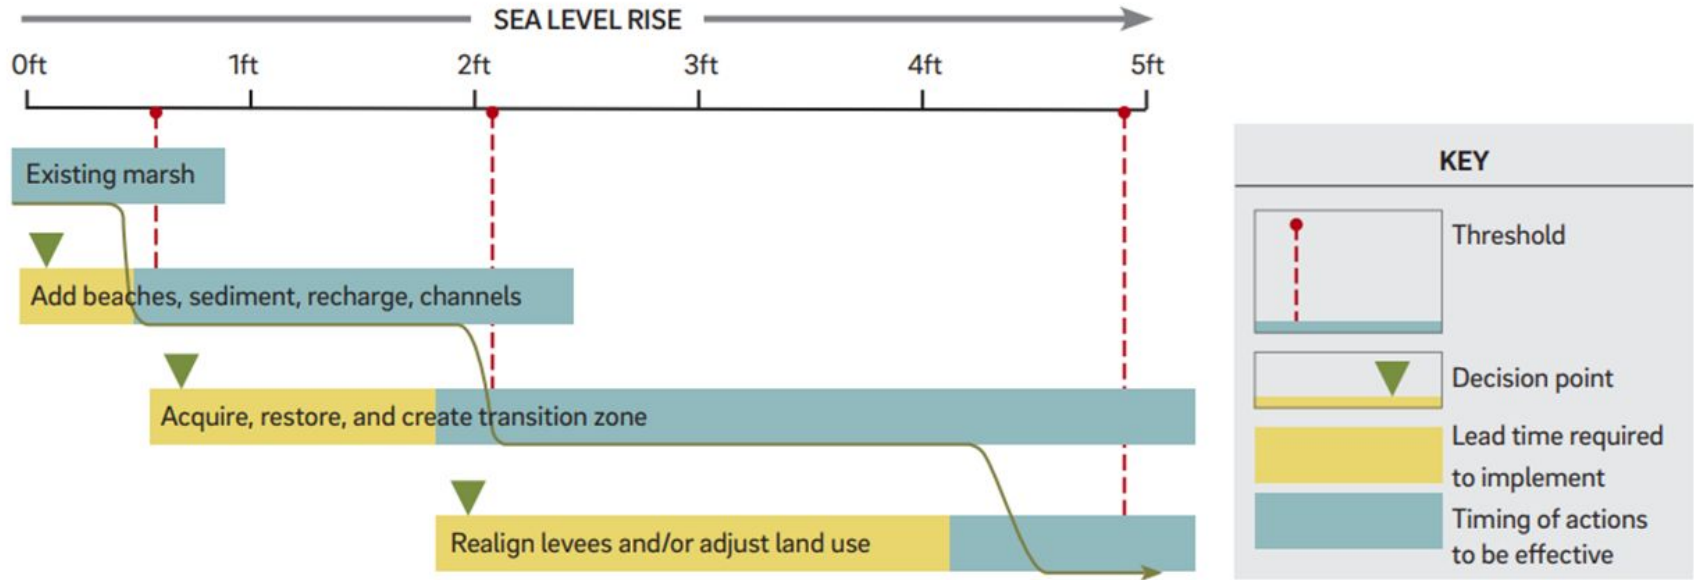 SEA LEVEL RISE
0ft 1ft 2ft 3ft 4ft 5ft
Existing marsh
Add beaches, sediment, recharge, channels
Acquire, restore, and create transition zone
Realign levees and/or adjust land use
KEY
Threshold
Decision point
Lead time required
to implement
Timing of actions
to be effective